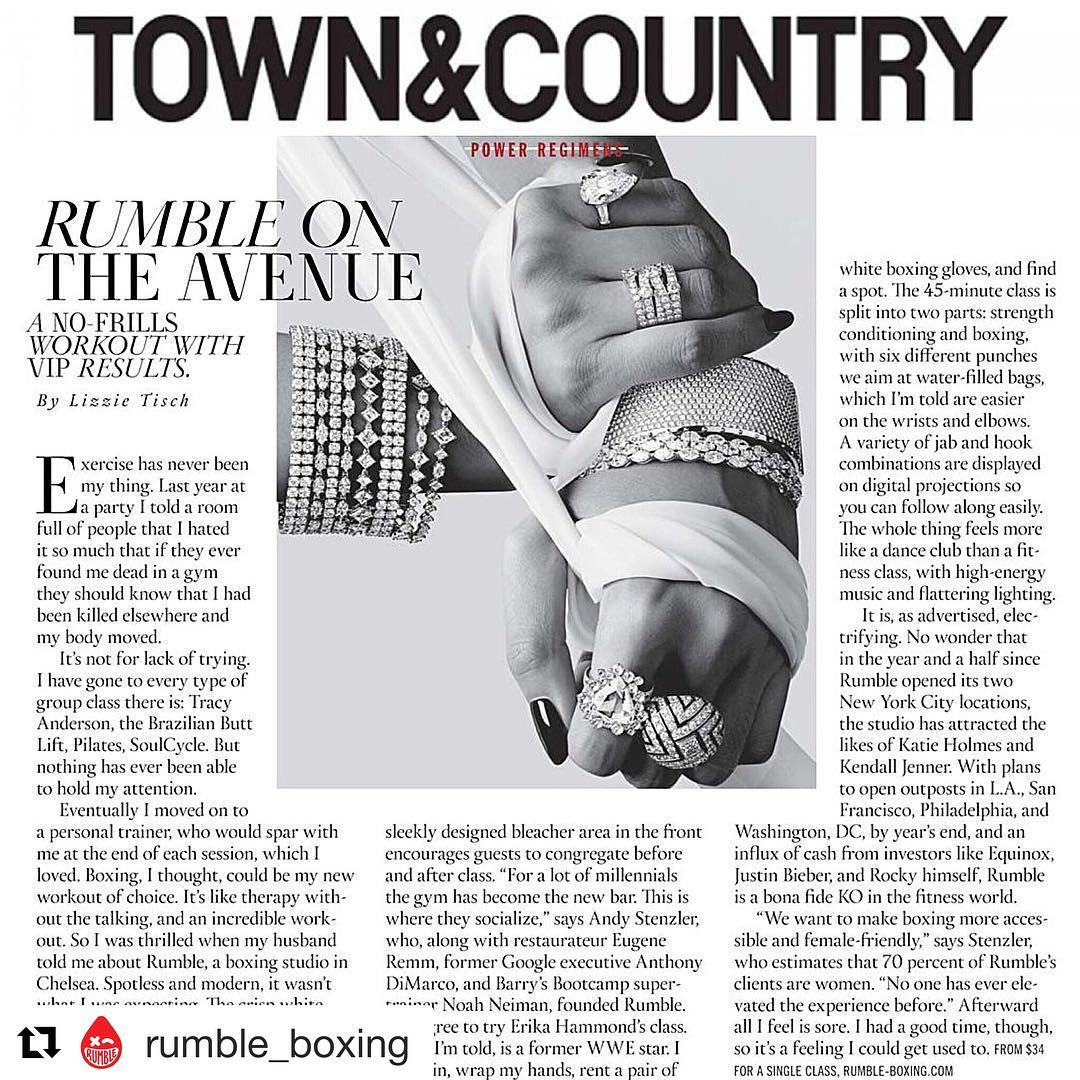 TOWN&COUNTRY
POWER REGIMENS
RUMBLE ON
THE AVENUE
A NO-FRILLS
WORKOUT WITH
VIP RESULTS.
By Lizzie Tisch
Exercise has never been
my thing. Last year at
a party I told a room
full of people that I hated
it so much that if they ever
found me dead in a gym
they should know that I had
been killed elsewhere and
my body moved.
It's not for lack of trying.
I have gone to every type of
group class there is: Tracy
Anderson, the Brazilian Butt
Lift, Pilates, SoulCycle. But
nothing has ever been able
to hold my attention.
Eventually I moved on to
a personal trainer, who would spar with
me at the end of each session, which I
loved. Boxing, I thought, could be my new
workout of choice. It's like therapy with-
out the talking, and an incredible work-
out. So I was thrilled when my husband
told me about Rumble, a boxing studio in
Chelsea. Spotless and modern, it wasn't
what I was expecting. The crisp white
sleekly designed bleacher area in the front
encourages guests to congregate before
and after class. "For a lot of millennials
the gym has become the new bar. This is
where they socialize," says Andy Stenzler,
who, along with restaurateur Eugene
Remm, former Google executive Anthony
DiMarco, and Barry's Bootcamp super-
trainer Noah Neiman, founded Rumble.
ree to try Erika Hammond's class.
I'm told, is a former WWE star. I
in, wrap my hands, rent a pair of
white boxing gloves, and find
a spot. The 45-minute class is
split into two parts: strength
conditioning and boxing,
with six different punches
we aim at water-filled bags,
which I'm told are easier
on the wrists and elbows.
A variety of jab and hook
combinations are displayed
on digital projections so
you can follow along easily.
The whole thing feels more
like a dance club than a fit-
ness class, with high-energy
music and flattering lighting.
It is, as advertised, elec-
trifying. No wonder that
in the year and a half since
Rumble opened its two
New York City locations,
the studio has attracted the
likes of Katie Holmes and
Kendall Jenner. With plans
to open outposts in L.A., San
Francisco, Philadelphia, and
Washington, DC, by year's end, and an
influx of cash from investors like Equinox,
Justin Bieber, and Rocky himself, Rumble
is a bona fide KO in the fitness world.
"We want to make boxing more acces-
sible and female-friendly," says Stenzler,
who estimates that 70 percent of Rumble's
clients are women. "No one has ever ele-
vated the experience before." Afterward
all I feel is sore. I had a good time, though,
so it's a feeling I could get used to. FROM $34
FOR A SINGLE CLASS, RUMBLE-BOXING.COM
RUMBLE
rumble_boxing